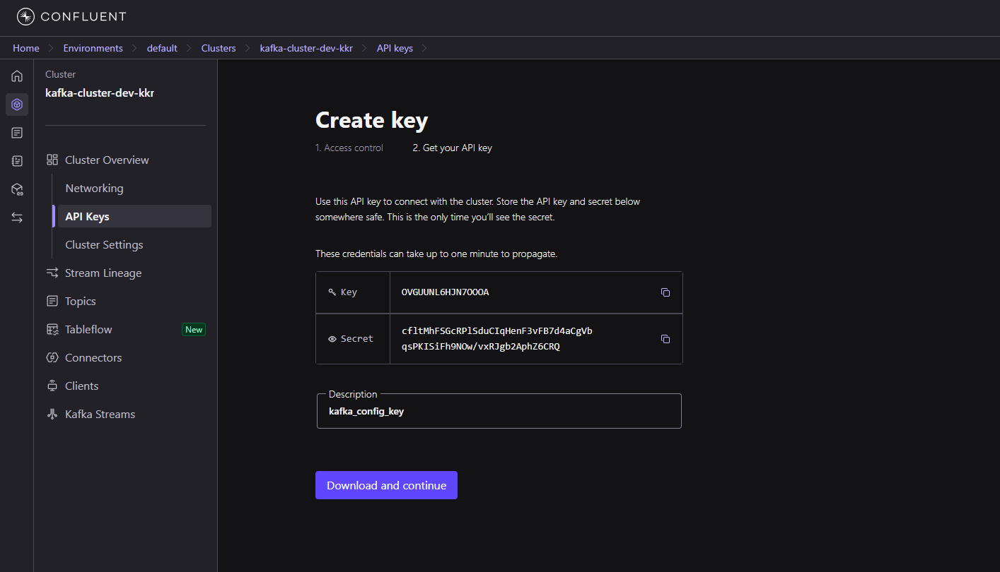 CONFLUENT
Home
Environments
default
Clusters
kafka-cluster-dev-kkr
API keys
Cluster
kafka-cluster-dev-kkr
Cluster Overview
Networking
API Keys
Cluster Settings
Stream Lineage
Topics
Tableflow
New
Connectors
Clients
Kafka Streams
Create key
1. Access control
2. Get your API key
Use this API key to connect with the cluster. Store the API key and secret below
somewhere safe. This is the only time you’ll see the secret.
These credentials can take up to one minute to propagate.
Key
OVGUUNL6HJN7OOOA
Secret
cfltMhFSGcRPlSduCIqHenF3vFB7d4aCgVb
qsPKISiFh9NOw/vxRJgb2AphZ6CRQ
Description
kafka_config_key
Download and continue